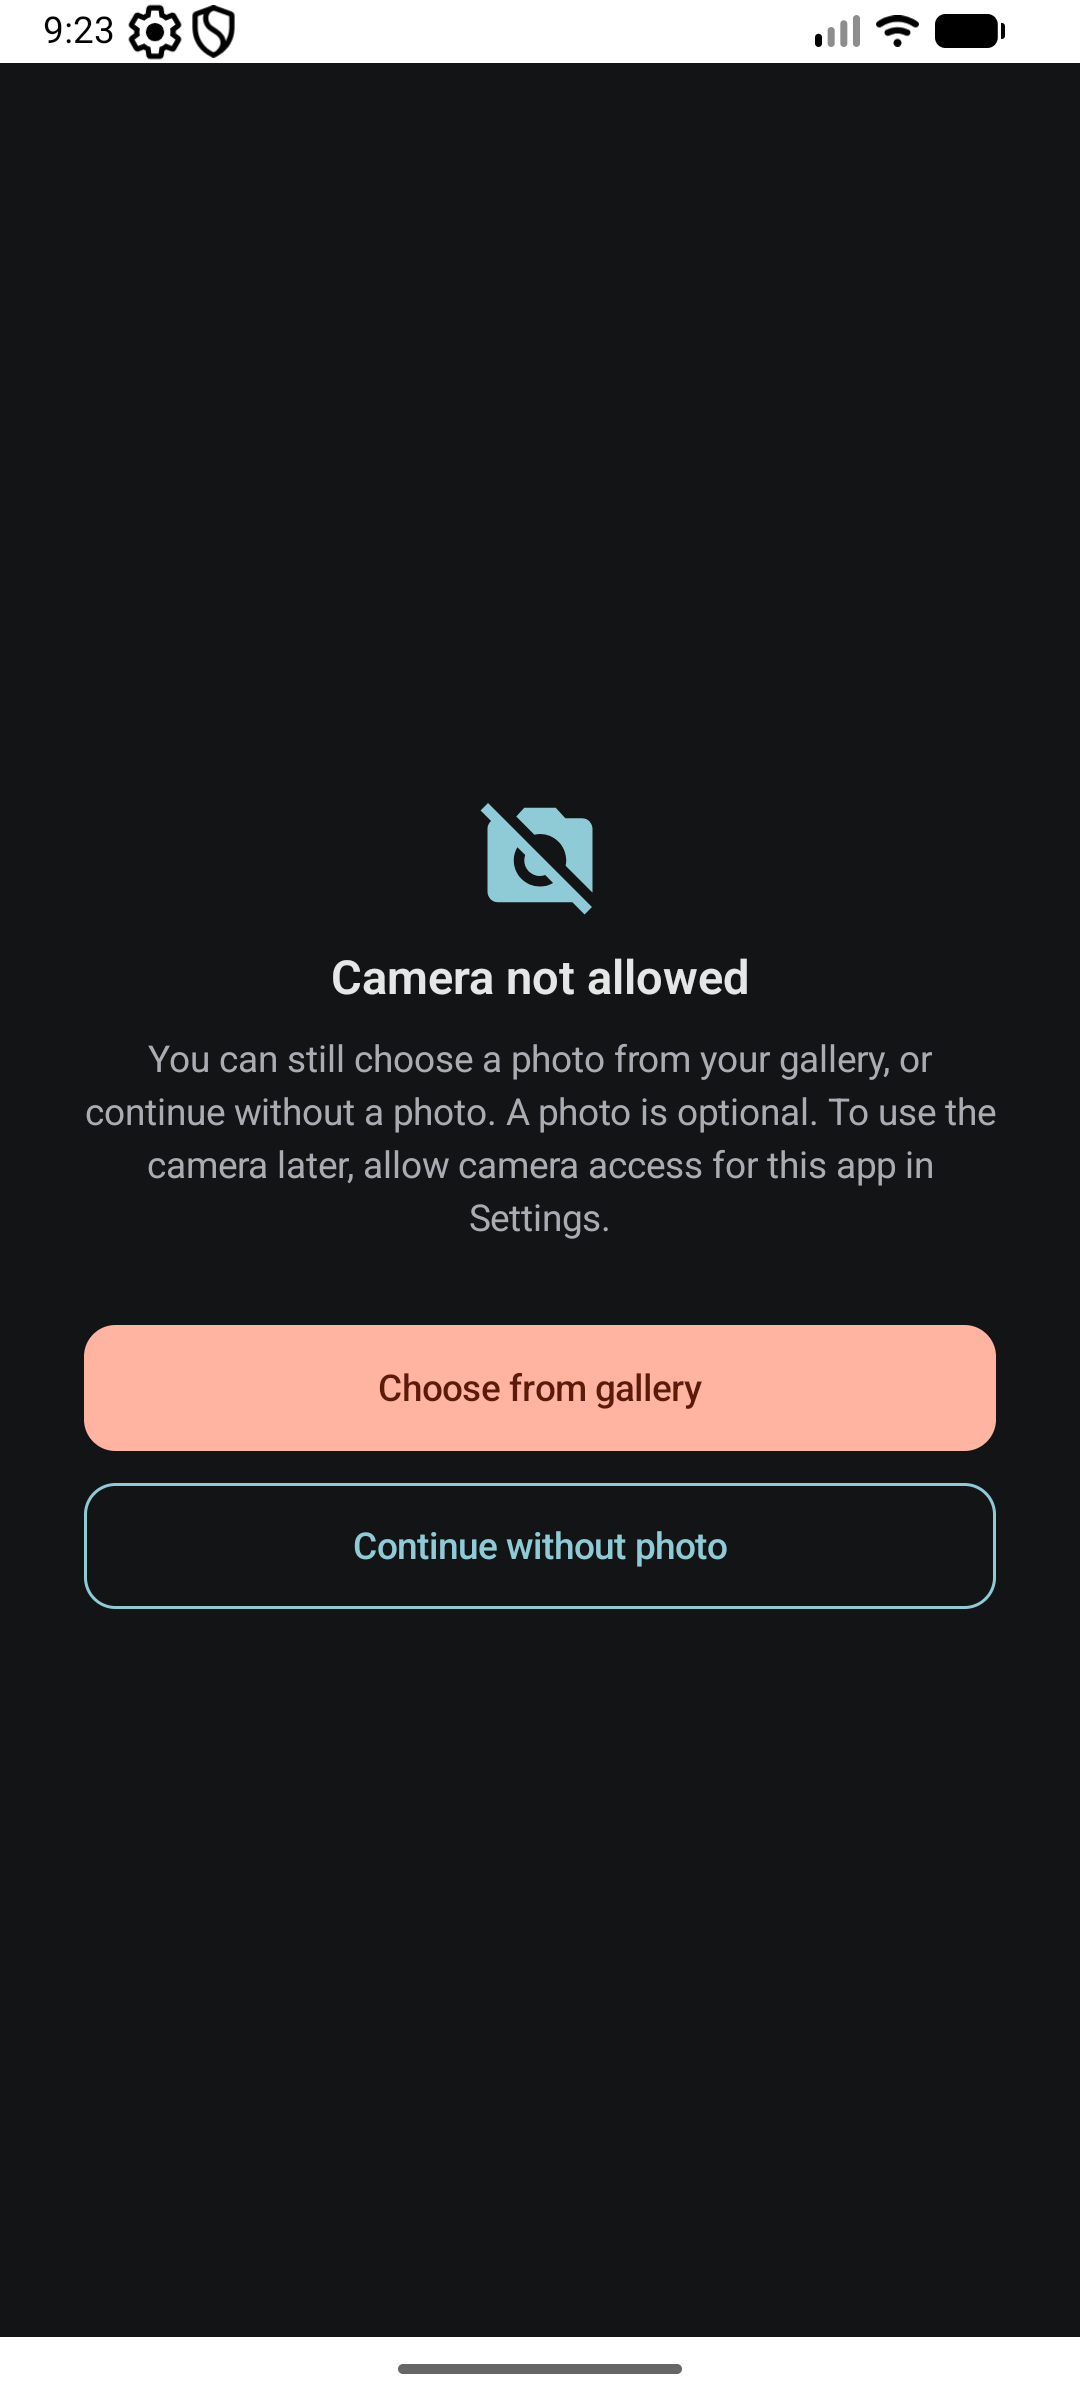 9:23
Camera not allowed
You can still choose a photo from your gallery, or
continue without a photo. A photo is optional. To use the
camera later, allow camera access for this app in
Settings.
Choose from gallery
Continue without photo